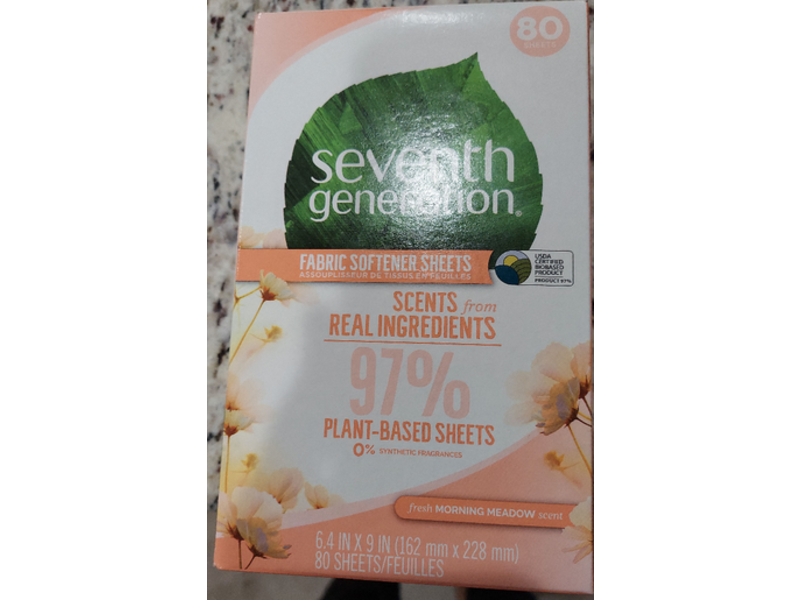 80
SHEETS
seventh
generation®
FABRIC SOFTENER SHEETS
ASSOUPLISSEUR DE TISSUS EN FEUILLES
USDA
CERTIFIED
BIOBASED
PRODUCT
PRODUCT 97%
SCENTS from
REAL INGREDIENTS
97%
PLANT-BASED SHEETS
0% SYNTHETIC FRAGRANCES
fresh MORNING MEADOW scent
6.4 IN X 9 IN (162 mm x 228 mm)
80 SHEETS/FEUILLES